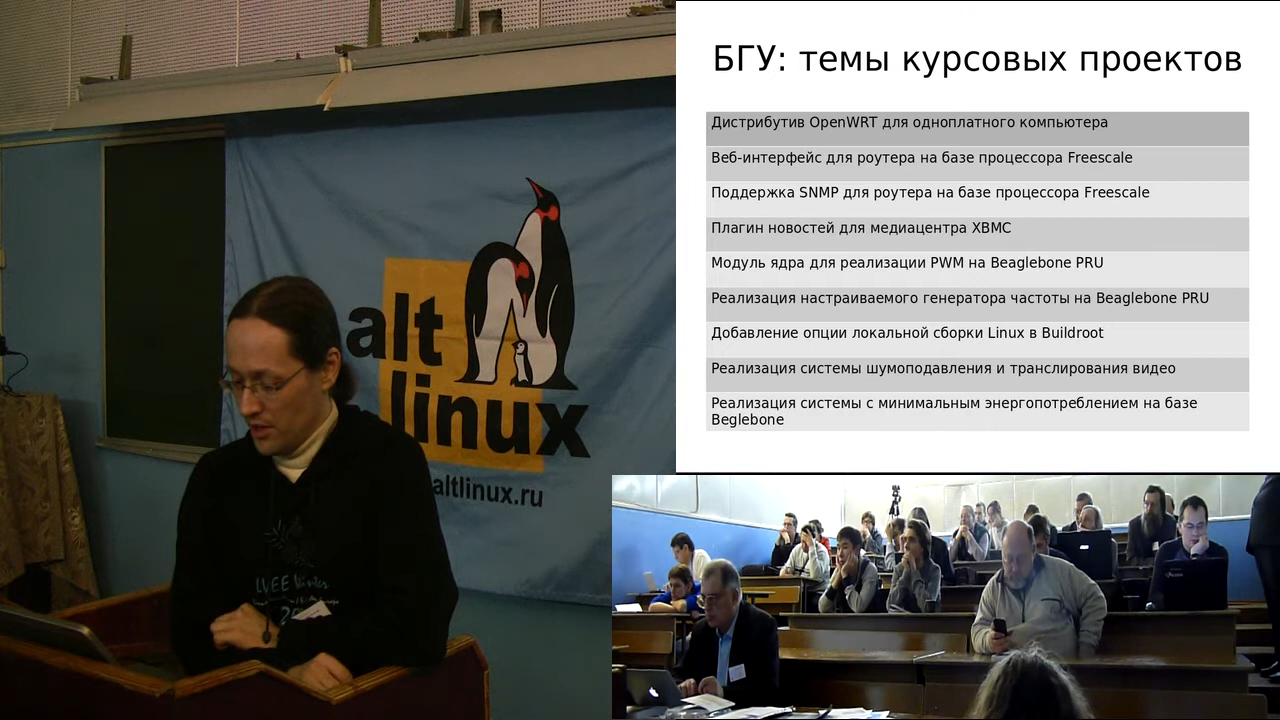 БГУ: темы курсовых проектов
Дистрибутив OpenWRT для одноплатного компьютера
Веб-интерфейс для роутера на базе процессора Freescale
Поддержка SNMP для роутера на базе процессора Freescale
Плагин новостей для медиацентра XBMC
Модуль ядра для реализации PWM на Beaglebone PRU
Реализация настраиваемого генератора частоты на Beaglebone PRU
Добавление опции локальной сборки Linux в Buildroot
Реализация системы шумоподавления и транслирования видео
Реализация системы с минимальным энергопотреблением на базе
Beglebone
alt
linux
altlinux.ru
LVEE Winter